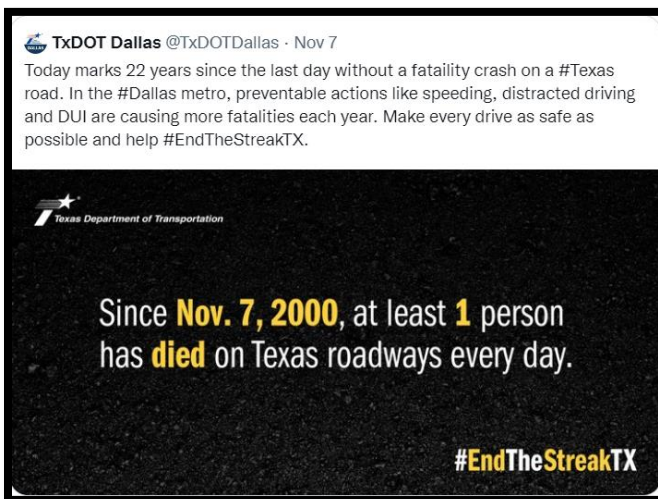 TxDOT Dallas @TxDOTDallas · Nov 7
Today marks 22 years since the last day without a fataility crash on a #Texas
road. In the #Dallas metro, preventable actions like speeding, distracted driving
and DUI are causing more fatalities each year. Make every drive as safe as
possible and help #EndTheStreakTX.
Texas Department of Transportation
Since Nov. 7, 2000, at least 1 person
has died on Texas roadways every day.
#EndTheStreakTX